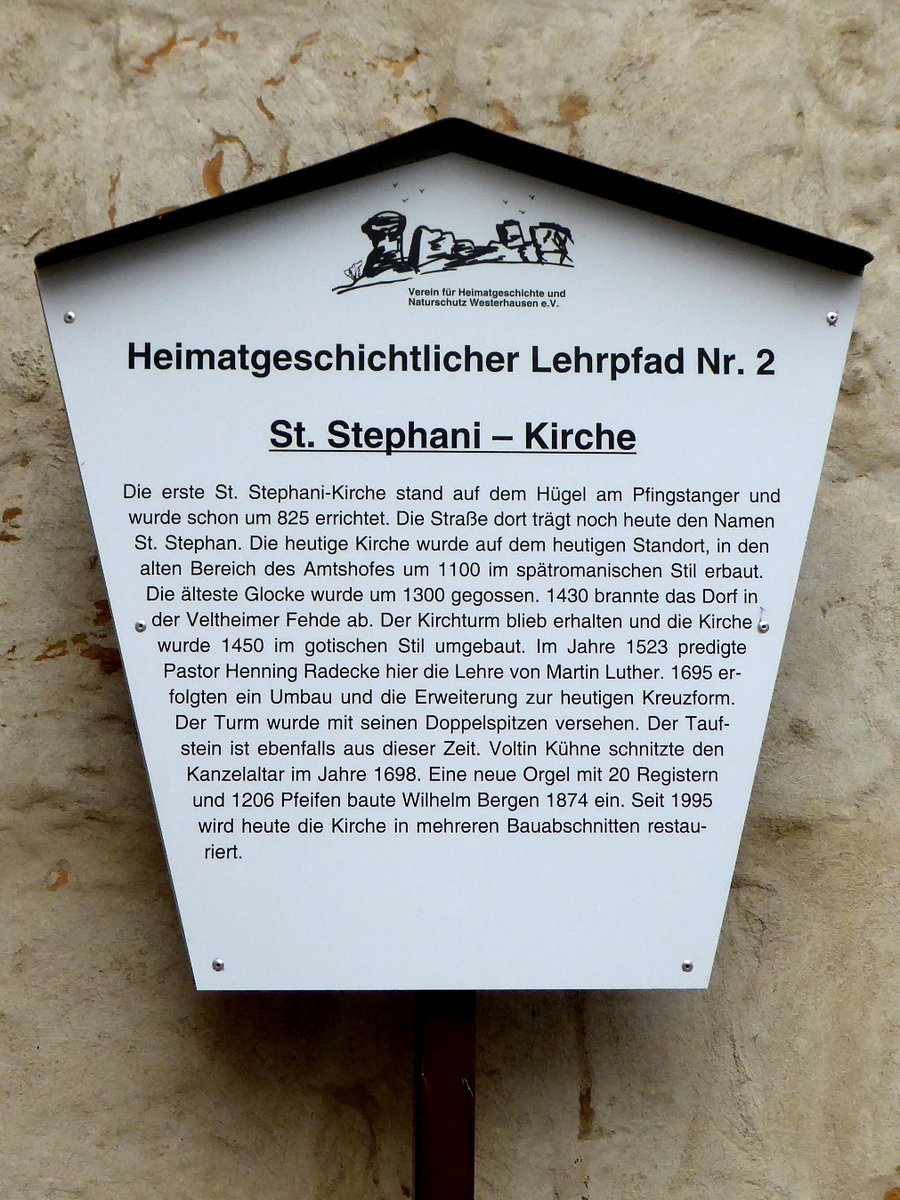 Verein für Heimatgeschichte und
Naturschutz Westerhausen e.V.
Heimatgeschichtlicher Lehrpfad Nr. 2
St. Stephani – Kirche
Die erste St. Stephani-Kirche stand auf dem Hügel am Pfingstanger und
wurde schon um 825 errichtet. Die Straße dort trägt noch heute den Namen
St. Stephan. Die heutige Kirche wurde auf dem heutigen Standort, in den
alten Bereich des Amtshofes um 1100 im spätromanischen Stil erbaut.
Die älteste Glocke wurde um 1300 gegossen. 1430 brannte das Dorf in
der Veltheimer Fehde ab. Der Kirchturm blieb erhalten und die Kirche
wurde 1450 im gotischen Stil umgebaut. Im Jahre 1523 predigte
Pastor Henning Radecke hier die Lehre von Martin Luther. 1695 er-
folgten ein Umbau und die Erweiterung zur heutigen Kreuzform.
Der Turm wurde mit seinen Doppelspitzen versehen. Der Tauf-
stein ist ebenfalls aus dieser Zeit. Voltin Kühne schnitzte den
Kanzelaltar im Jahre 1698. Eine neue Orgel mit 20 Registern
und 1206 Pfeifen baute Wilhelm Bergen 1874 ein. Seit 1995
wird heute die Kirche in mehreren Bauabschnitten restau-
riert.